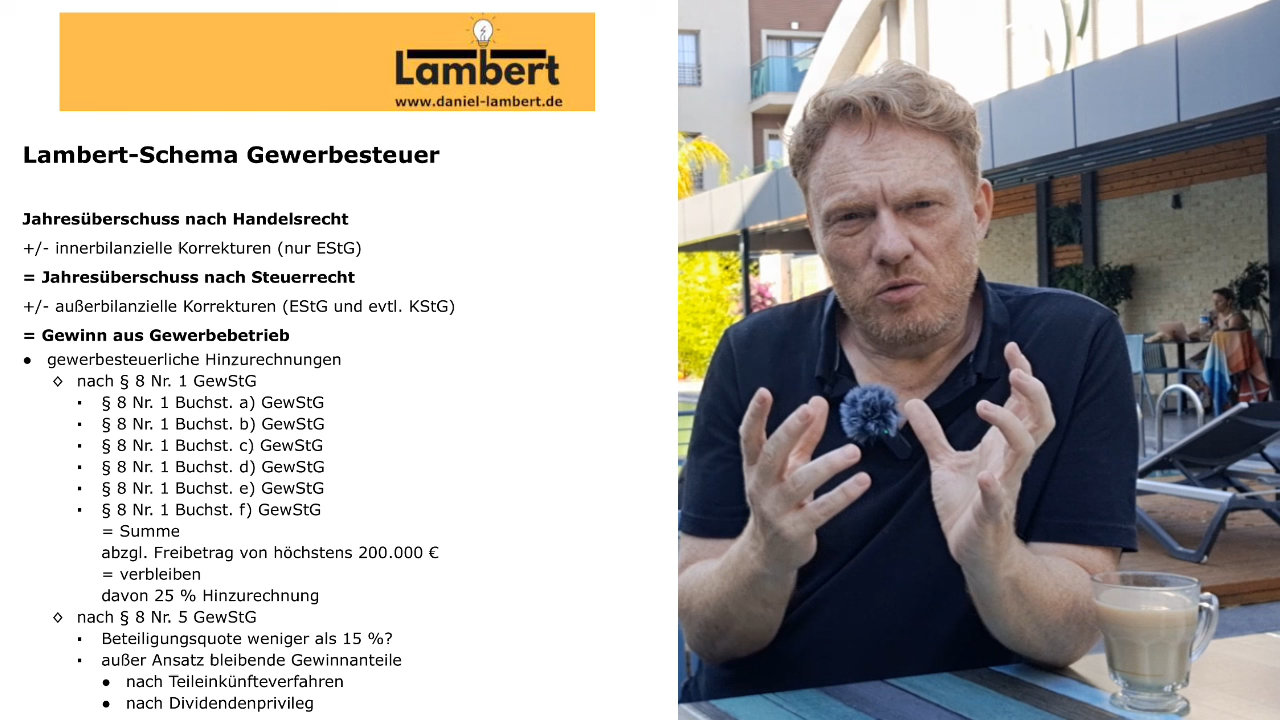 Lambert
www.daniel-lambert.de
Lambert-Schema Gewerbesteuer
Jahresüberschuss nach Handelsrecht
+/- innerbilanzielle Korrekturen (nur EStG)
= Jahresüberschuss nach Steuerrecht
+/- außerbilanzielle Korrekturen (EStG und evtl. KStG)
= Gewinn aus Gewerbebetrieb
● gewerbesteuerliche Hinzurechnungen
◊ nach § 8 Nr. 1 GewStG
▪ § 8 Nr. 1 Buchst. a) GewStG
▪ § 8 Nr. 1 Buchst. b) GewStG
▪ § 8 Nr. 1 Buchst. c) GewStG
▪ § 8 Nr. 1 Buchst. d) GewStG
▪ § 8 Nr. 1 Buchst. e) GewStG
▪ § 8 Nr. 1 Buchst. f) GewStG
= Summe
abzgl. Freibetrag von höchstens 200.000 €
= verbleiben
davon 25 % Hinzurechnung
◊ nach § 8 Nr. 5 GewStG
▪ Beteiligungsquote weniger als 15 %?
▪ außer Ansatz bleibende Gewinnanteile
● nach Teileinkünfteverfahren
● nach Dividendenprivileg